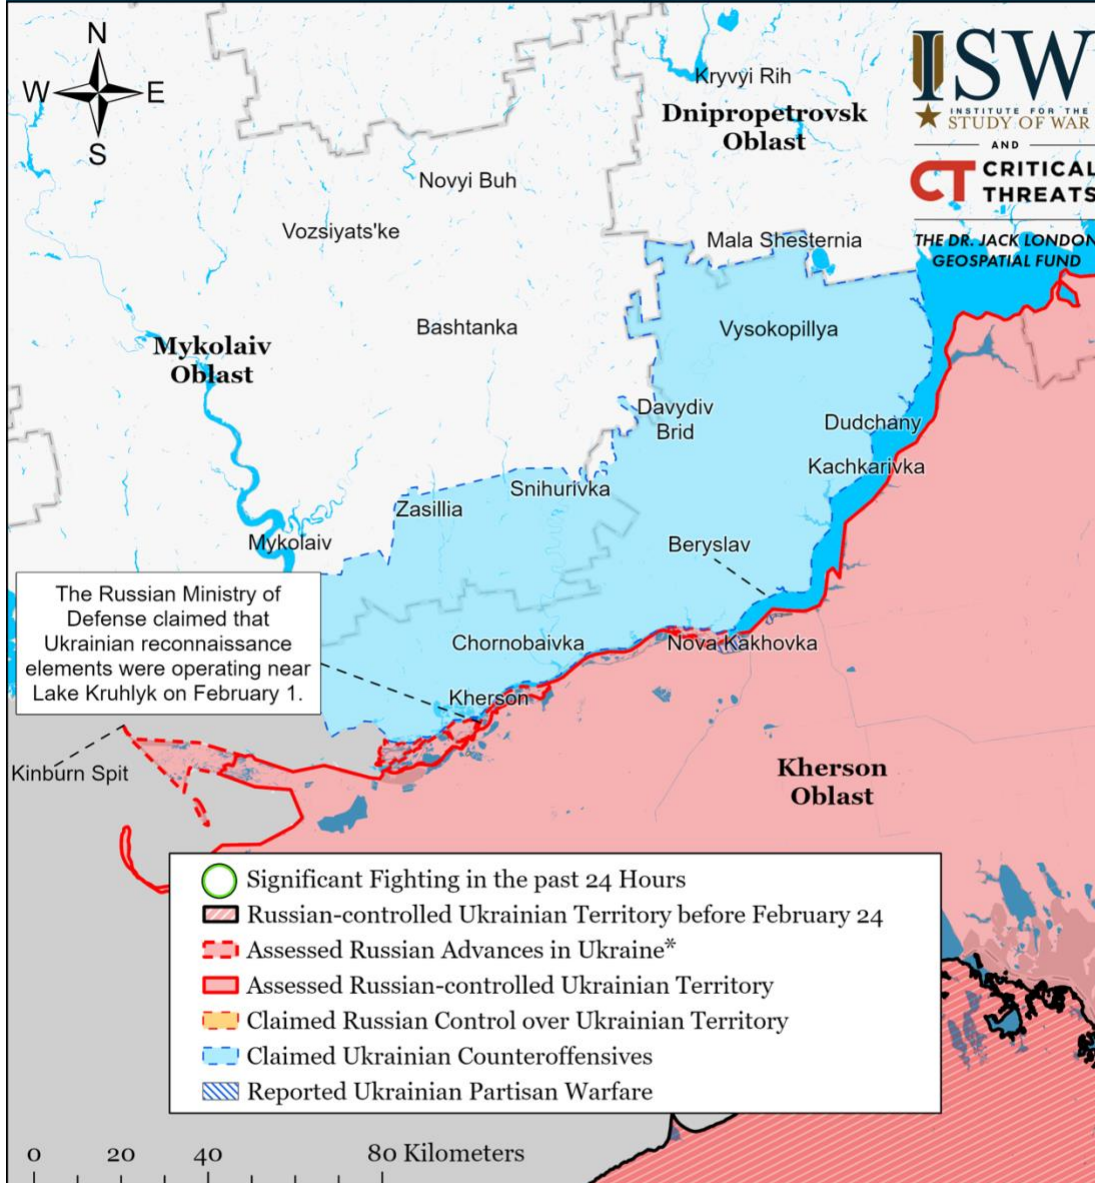 N
W
E
S
Kryvyi Rih
Dnipropetrovsk
Oblast
ISW
INSTITUTE FOR THE
STUDY OF WAR
AND
CT CRITICAL
THREATS
THE DR. JACK LONDON
GEOSPATIAL FUND
Novyi Buh
Vozsiyats'ke
Mala Shesternia
Bashtanka
Vysokopillya
Mykolaiv
Oblast
Davydiv
Brid
Dudchany
Kachkarivka
Snihurivka
Zasillia
Mykolaiv
Beryslav
The Russian Ministry of
Defense claimed that
Ukrainian reconnaissance
elements were operating near
Lake Kruhlyk on February 1.
Chornobaivka
Nova Kakhovka
Kherson
Kinburn Spit
Kherson
Oblast
Significant Fighting in the past 24 Hours
Russian-controlled Ukrainian Territory before February 24
Assessed Russian Advances in Ukraine*
Assessed Russian-controlled Ukrainian Territory
Claimed Russian Control over Ukrainian Territory
Claimed Ukrainian Counteroffensives
Reported Ukrainian Partisan Warfare
0 20 40 80 Kilometers